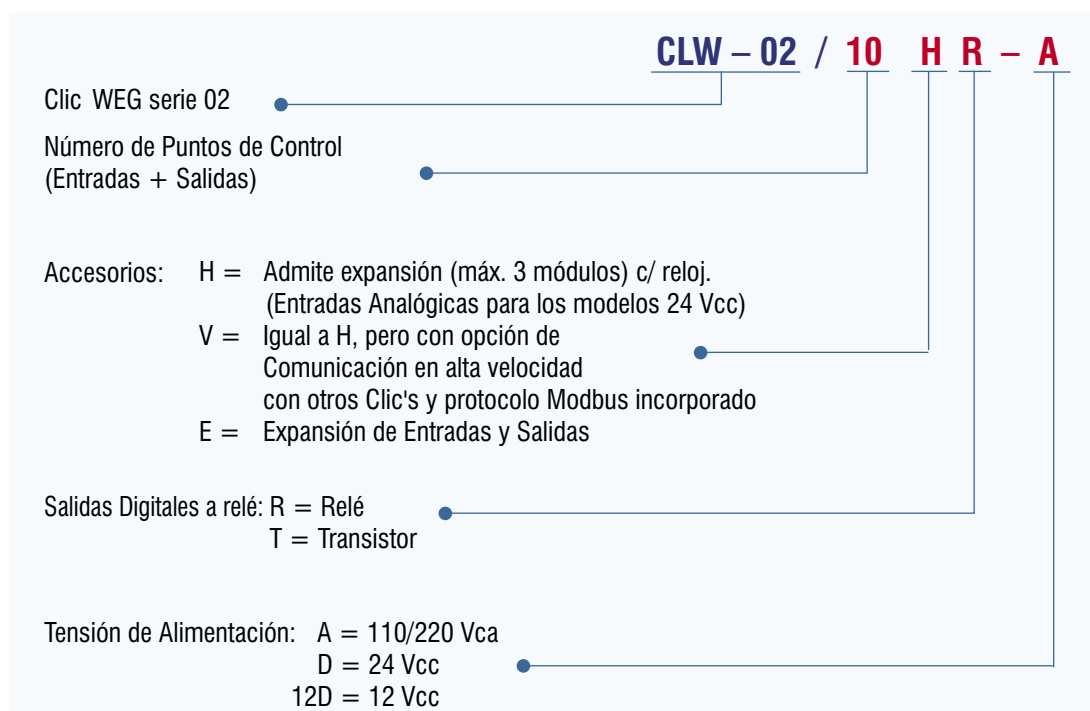 CLW – 02 / 10 H R – A
Clic WEG serie 02
Número de Puntos de Control
(Entradas + Salidas)
Accesorios: H = Admite expansión (máx. 3 módulos) c/ reloj.
(Entradas Analógicas para los modelos 24 Vcc)
V = Igual a H, pero con opción de
Comunicación en alta velocidad
con otros Clic's y protocolo Modbus incorporado
E = Expansión de Entradas y Salidas
Salidas Digitales a relé: R = Relé
T = Transistor
Tensión de Alimentación: A = 110/220 Vca
D = 24 Vcc
12D = 12 Vcc